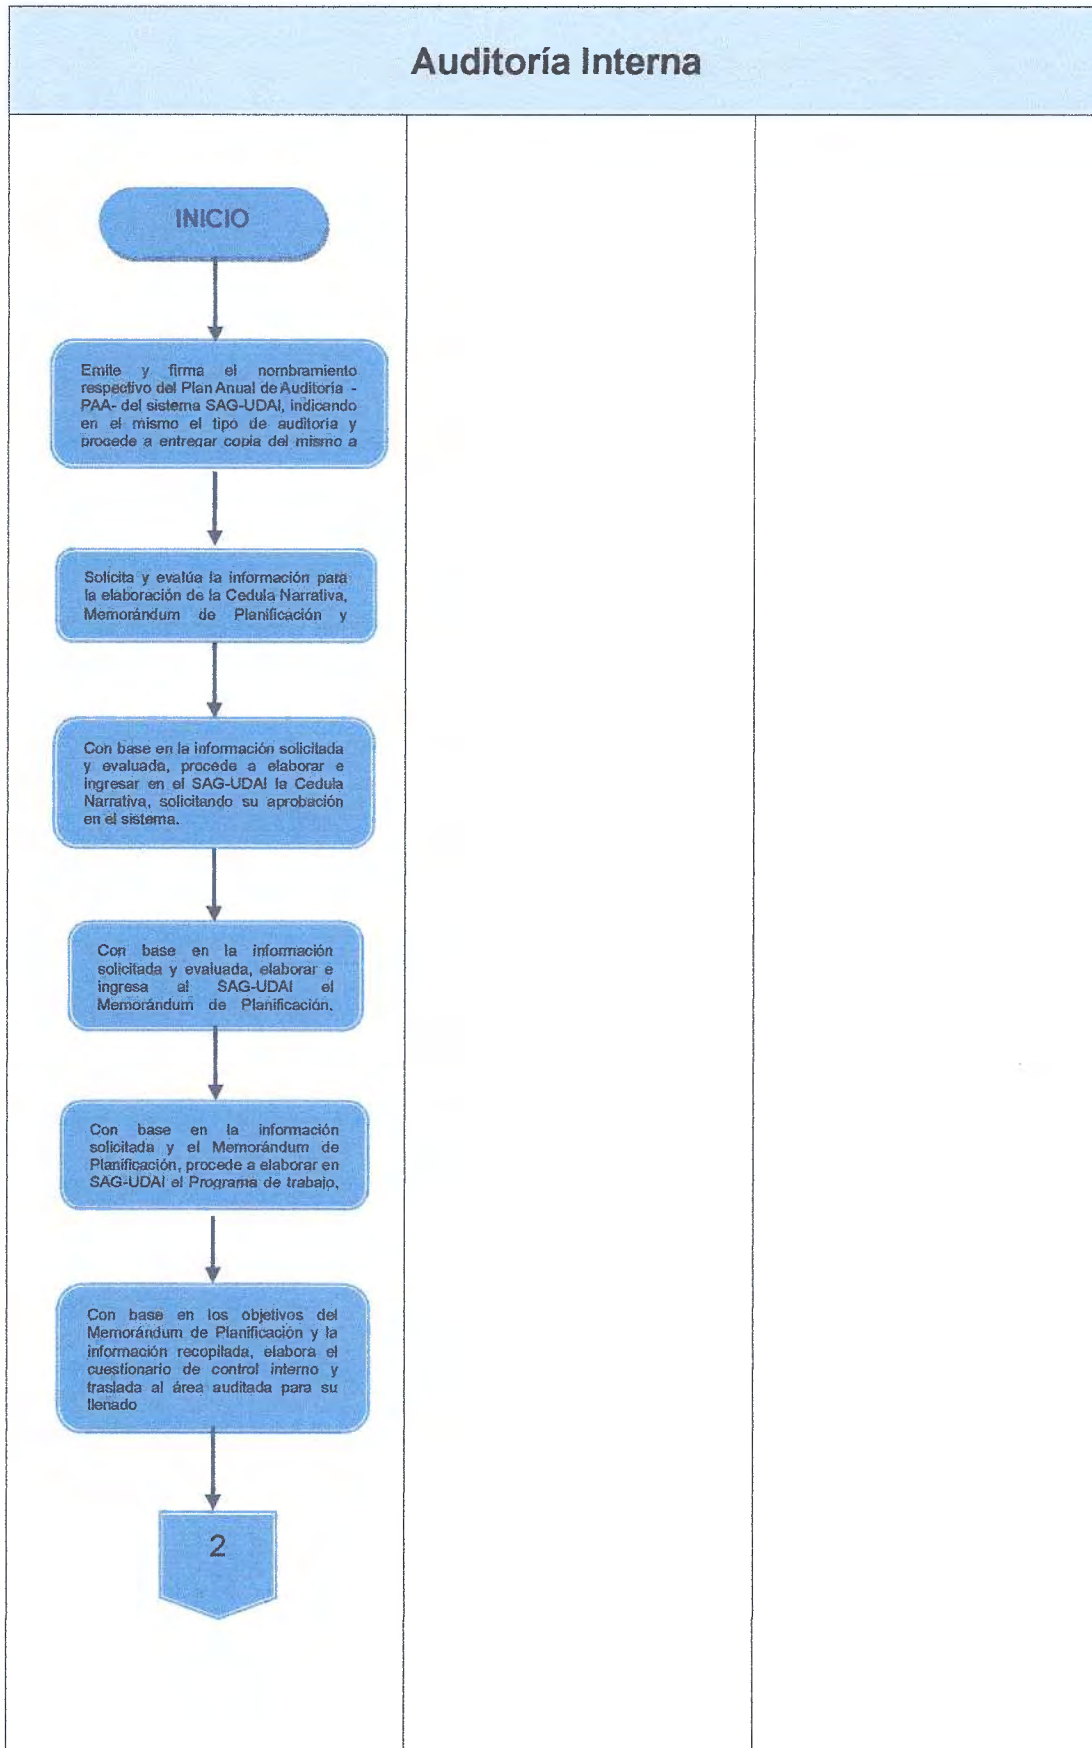 Auditoría Interna
INICIO
Emite y firma el nombramiento
respectivo del Plan Anual de Auditoría -
PAA- del sistema SAG-UDAI, indicando
en el mismo el tipo de auditoría y
procede a entregar copia del mismo a
Solicita y evalúa la información para
la elaboración de la Cedula Narrativa,
Memorándum de Planificación y
Con base en la información solicitada
y evaluada, procede a elaborar e
ingresar en el SAG-UDAI la Cedula
Narrativa, solicitando su aprobación
en el sistema.
Con base en la información
solicitada y evaluada, elaborar e
ingresa al SAG-UDAI el
Memorándum de Planificación,
Con base en la información
solicitada y el Memorándum de
Planificación, procede a elaborar en
SAG-UDAI el Programa de trabajo,
Con base en los objetivos del
Memorándum de Planificación y la
información recopilada, elabora el
cuestionario de control interno y
traslada al área auditada para su
llenado
2